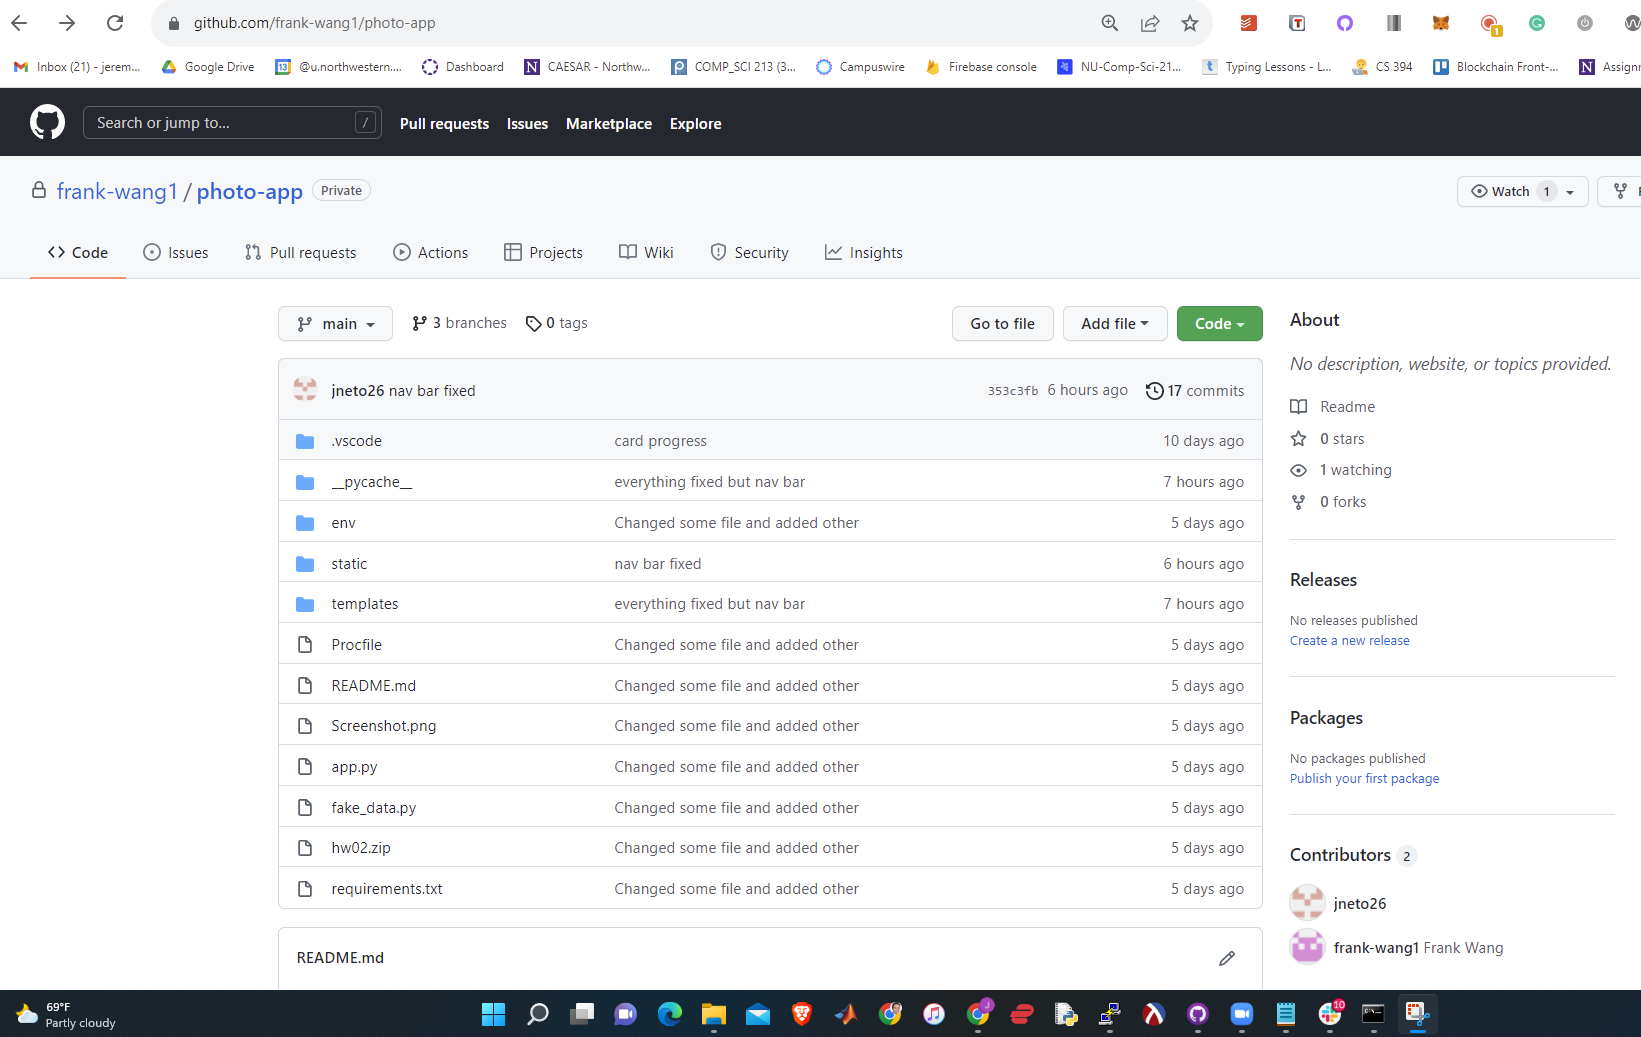 github.com/frank-wang1/photo-app
1
Inbox (21) - jerem...
Google Drive
13 @u.northwestern....
Dashboard
N CAESAR - Northw...
COMP_SCI 213 (3...
Campuswire
Firebase console
NU-Comp-Sci-21...
t Typing Lessons - L...
CS 394
Blockchain Front-...
N Assignm
Search or jump to... /
Pull requests Issues Marketplace Explore
frank-wang1 / photo-app Private
Watch 1
F
Code Issues Pull requests Actions Projects Wiki Security Insights
main 3 branches 0 tags
Go to file Add file Code
jneto26 nav bar fixed 353c3fb 6 hours ago 17 commits
.vscode card progress 10 days ago
__pycache__ everything fixed but nav bar 7 hours ago
env Changed some file and added other 5 days ago
static nav bar fixed 6 hours ago
templates everything fixed but nav bar 7 hours ago
Procfile Changed some file and added other 5 days ago
README.md Changed some file and added other 5 days ago
Screenshot.png Changed some file and added other 5 days ago
app.py Changed some file and added other 5 days ago
fake_data.py Changed some file and added other 5 days ago
hw02.zip Changed some file and added other 5 days ago
requirements.txt Changed some file and added other 5 days ago
README.md
About
No description, website, or topics provided.
Readme
0 stars
1 watching
0 forks
Releases
No releases published
Create a new release
Packages
No packages published
Publish your first package
Contributors 2
jneto26
frank-wang1 Frank Wang
69°F
Partly cloudy
J
10